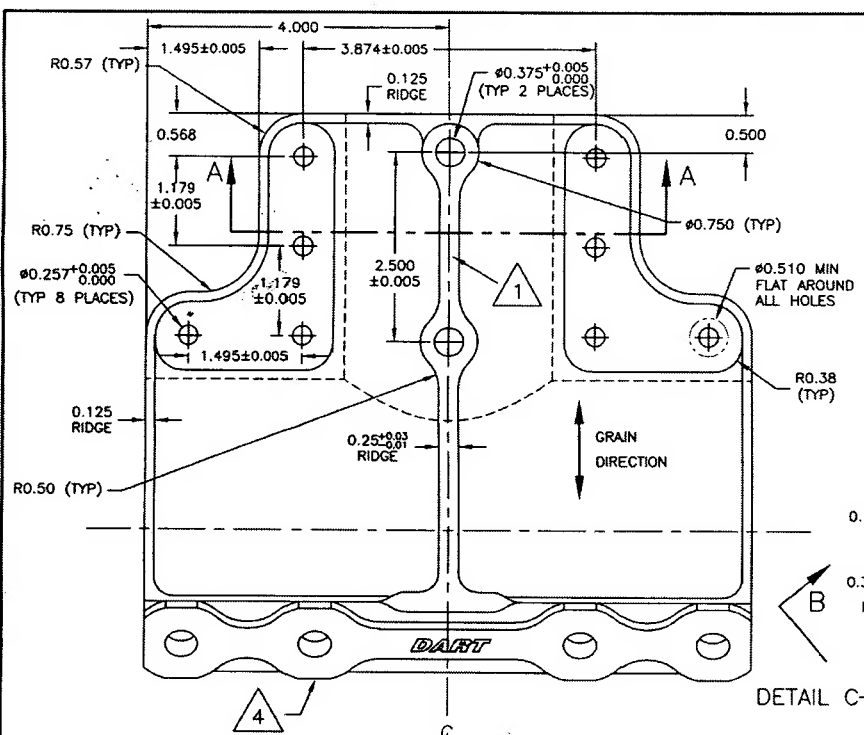 4.000
1.495±0.005
3.874±0.005
R0.57 (TYP)
0.125
RIDGE
ø0.375+0.005
0.000
(TYP 2 PLACES)
0.568
0.500
A
A
1.179
±0.005
ø0.750 (TYP)
R0.75 (TYP)
2.500
±0.005
1
ø0.257+0.005
0.000
(TYP 8 PLACES)
1.179
±0.005
ø0.510 MIN
FLAT AROUND
ALL HOLES
1.495±0.005
R0.38
(TYP)
0.125
RIDGE
0.25+0.03
-0.01
RIDGE
GRAIN
DIRECTION
R0.50 (TYP)
0.
0.3
B
DART
DETAIL C-
4